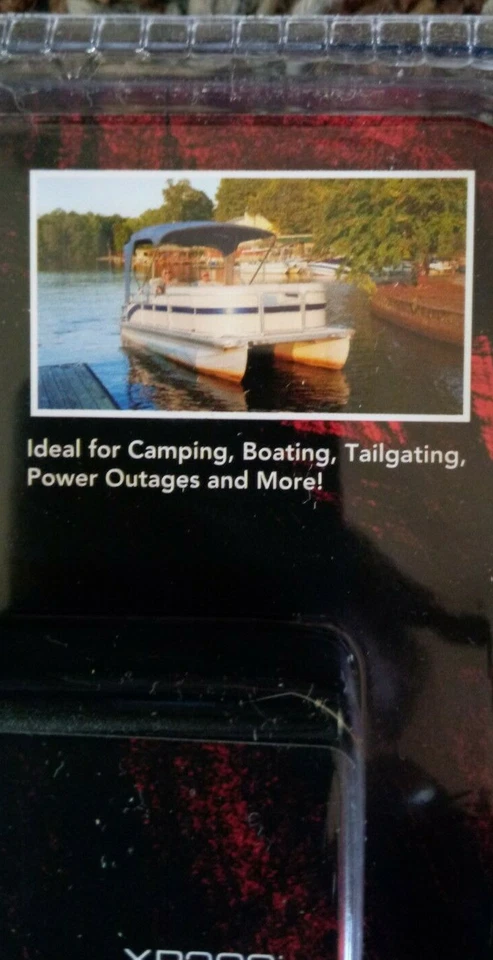 Ideal for Camping, Boating, Tailgating,
Power Outages and More!